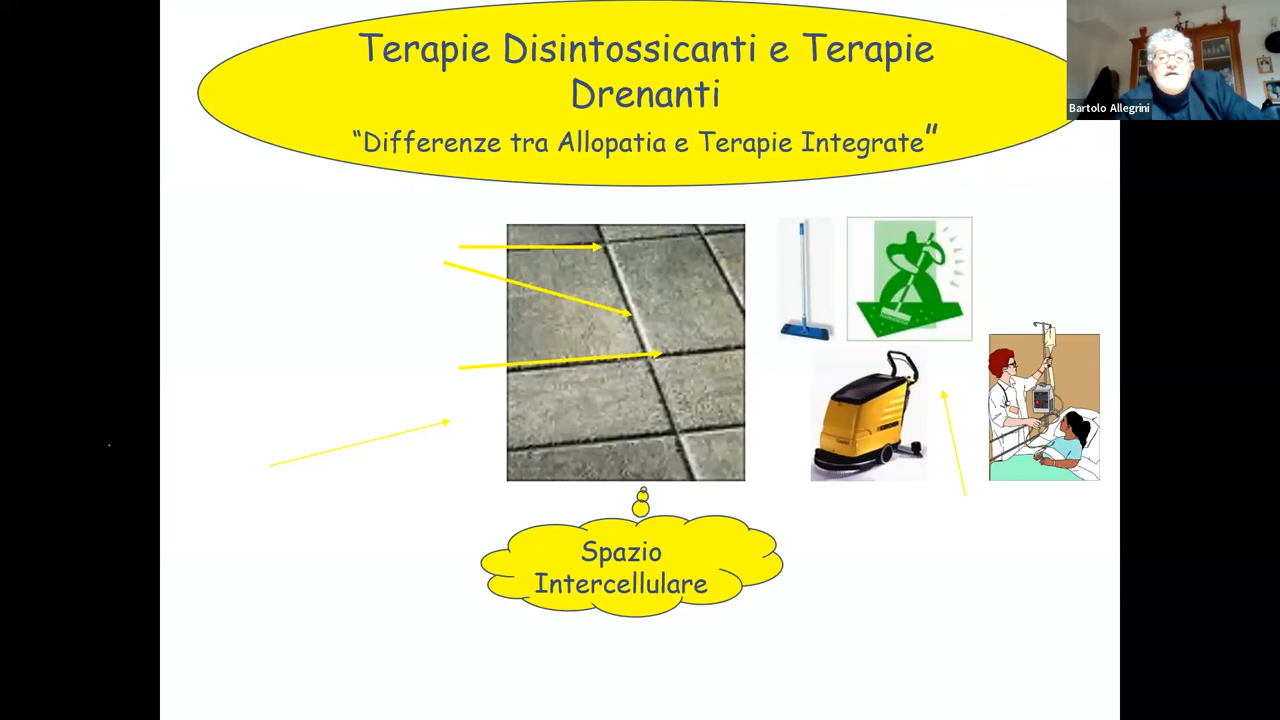 Terapie Disintossicanti e Terapie
Drenanti
“Differenze tra Allopatia e Terapie Integrate”
Bartolo Allegrini
Spazio
Intercellulare